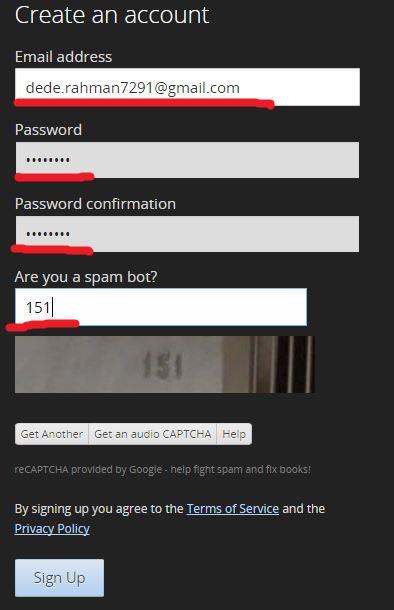 Create an account
Email address
dede.rahman7291@gmail.com
Password
••••••••
Password confirmation
••••••••
Are you a spam bot?
151
151
Get Another Get an audio CAPTCHA Help
reCAPTCHA provided by Google - help fight spam and fix books!
By signing up you agree to the Terms of Service and the
Privacy Policy
Sign Up